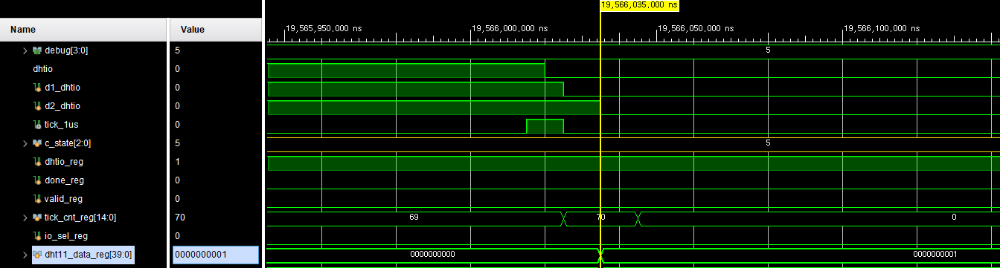 19,566,035,000 ns
Name Value 19,565,950,000 ns 19,566,000,000 ns 19,566,050,000 ns 19,566,100,000 ns
debug[3:0] 5 5
dhtio 0
d1_dhtio 0
d2_dhtio 0
tick_1us 0
c_state[2:0] 5 5
dhtio_reg 1
done_reg 0
valid_reg 0
tick_cnt_reg[14:0] 70 69 70 0
io_sel_reg 0
dht11_data_reg[39:0] 0000000001 0000000000 0000000001